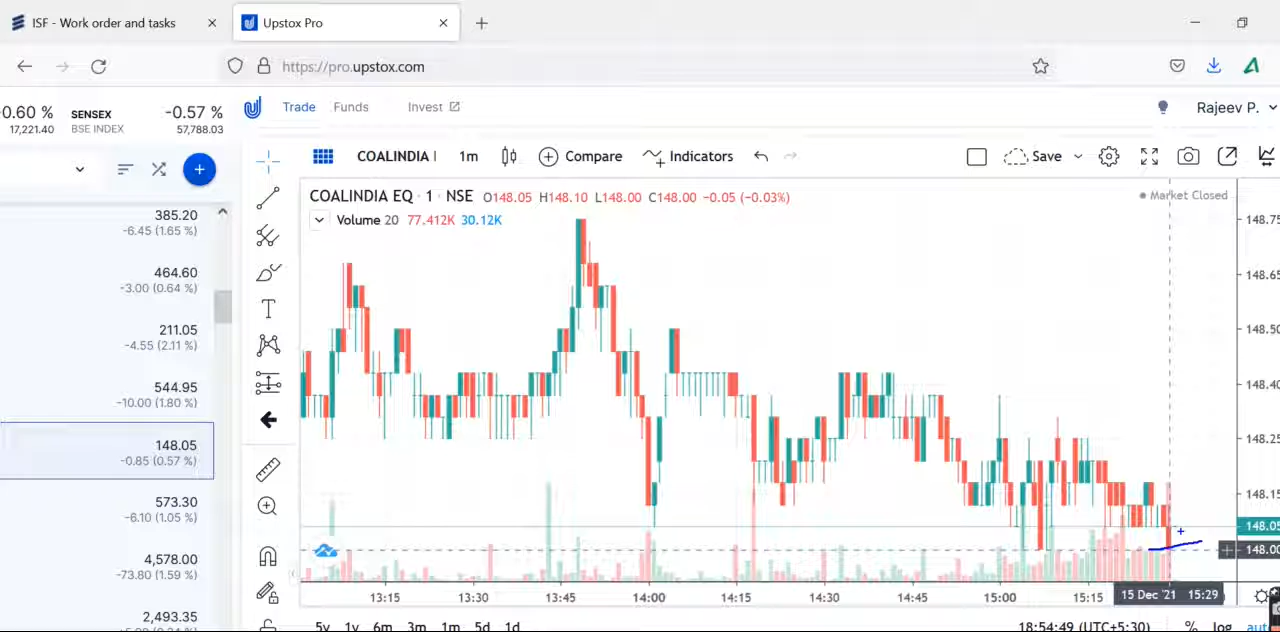 ISF - Work order and tasks
Upstox Pro
https://pro.upstox.com
-0.60 %
17,221.40
SENSEX
BSE INDEX
-0.57 %
57,788.03
Trade
Funds
Invest
Rajeev P.
COALINDIA
1m
Compare
Indicators
Save
385.20
-6.45 (1.65 %)
464.60
-3.00 (0.64 %)
211.05
-4.55 (2.11 %)
544.95
-10.00 (1.80 %)
148.05
-0.85 (0.57 %)
573.30
-6.10 (1.05 %)
4,578.00
-73.80 (1.59 %)
2,493.35
COALINDIA EQ · 1 · NSE O148.05 H148.10 L148.00 C148.00 -0.05 (-0.03%)
Market Closed
Volume 20 77.412K 30.12K
148.75
148.65
148.50
148.40
148.25
148.15
148.05
148.00
13:15 13:30 13:45 14:00 14:15 14:30 14:45 15:00 15:15 15 Dec '21 15:29
5y 1y 6m 3m 1m 5d 1d
18:54:49 (UTC+5:30) % log auto